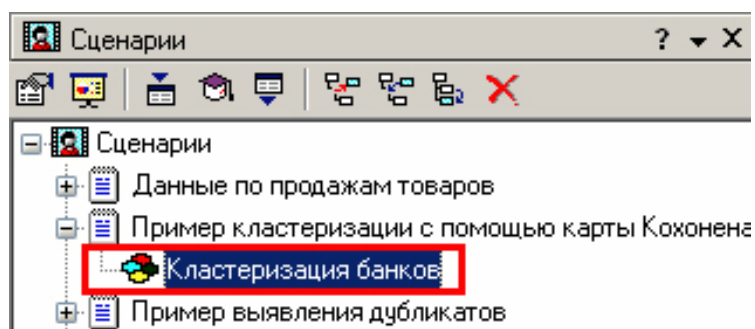 Сценарии
Сценарии
Данные по продажам товаров
Пример кластеризации с помощью карты Кохонена
Кластеризация банков
Пример выявления дубликатов